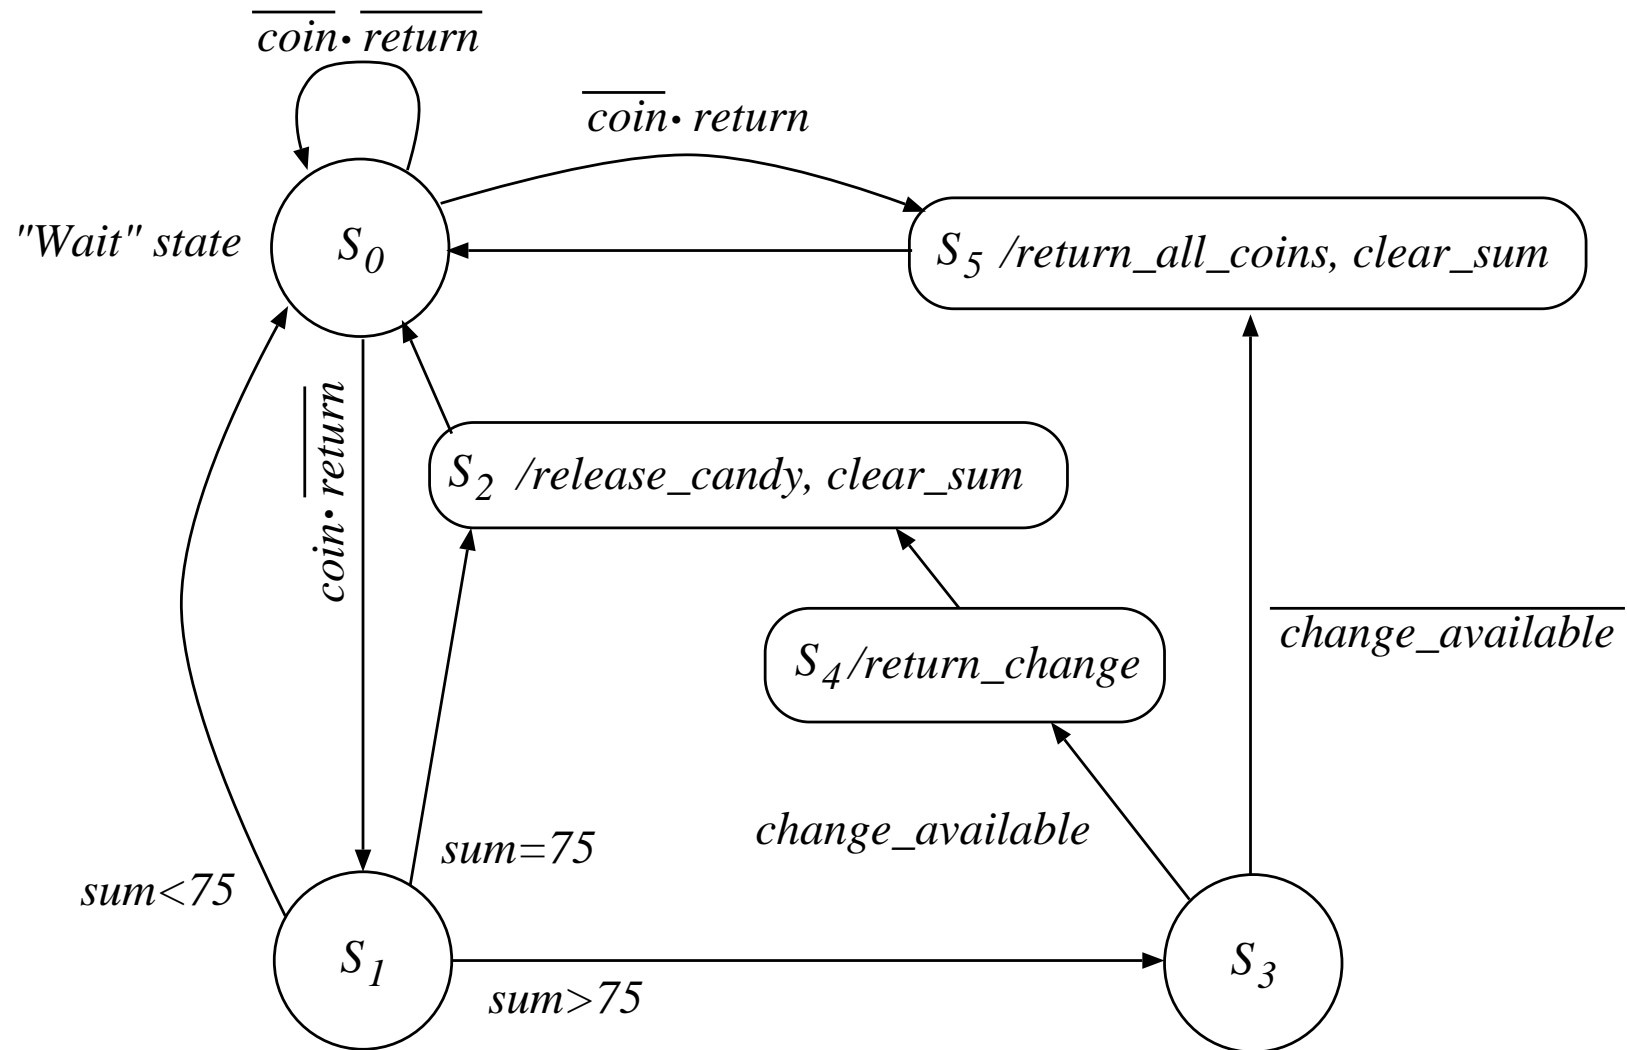 coin• return
coin• return
"Wait" state
S0
S5 /return_all_coins, clear_sum
coin• return
S2 /release_candy, clear_sum
S4 /return_change
change_available
change_available
sum=75
sum<75
S1
S3
sum>75